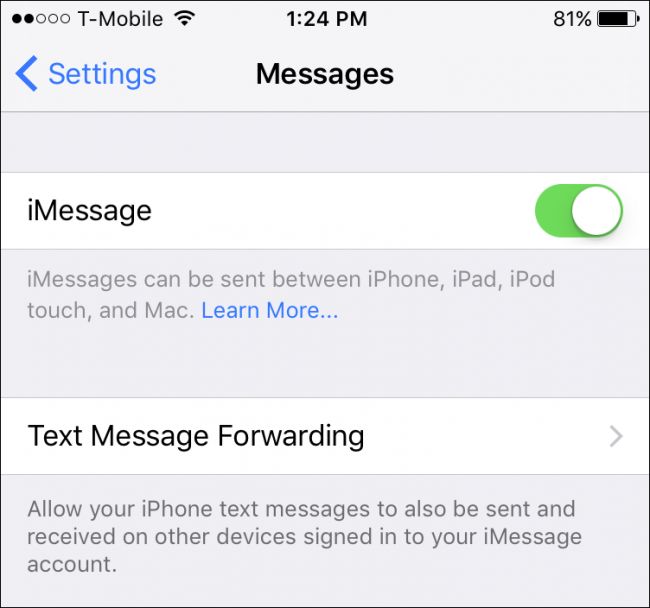 T-Mobile 1:24 PM 81%
Settings Messages
iMessage
iMessages can be sent between iPhone, iPad, iPod
touch, and Mac. Learn More...
Text Message Forwarding
Allow your iPhone text messages to also be sent and
received on other devices signed in to your iMessage
account.